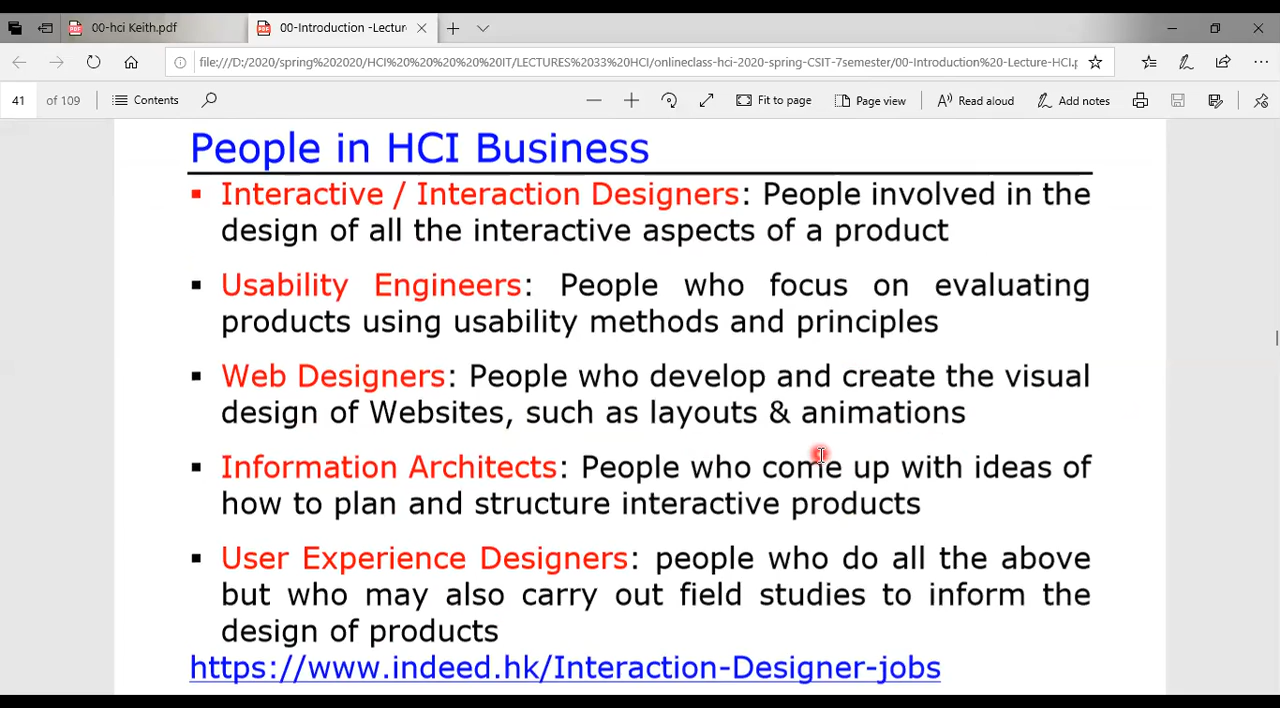 00-hci Keith.pdf
00-Introduction -Lectur
file:///D:/2020/spring%202020/HCI%20%20%20%20%20IT/LECTURES%2033%20HCI/onlineclass-hci-2020-spring-CSIT-7semester/00-Introduction%20-Lecture-HCI.p
41 of 109 Contents Fit to page Page view Read aloud Add notes
People in HCI Business
▪ Interactive / Interaction Designers: People involved in the
design of all the interactive aspects of a product
▪ Usability Engineers: People who focus on evaluating
products using usability methods and principles
▪ Web Designers: People who develop and create the visual
design of Websites, such as layouts & animations
▪ Information Architects: People who come up with ideas of
how to plan and structure interactive products
▪ User Experience Designers: people who do all the above
but who may also carry out field studies to inform the
design of products
https://www.indeed.hk/Interaction-Designer-jobs